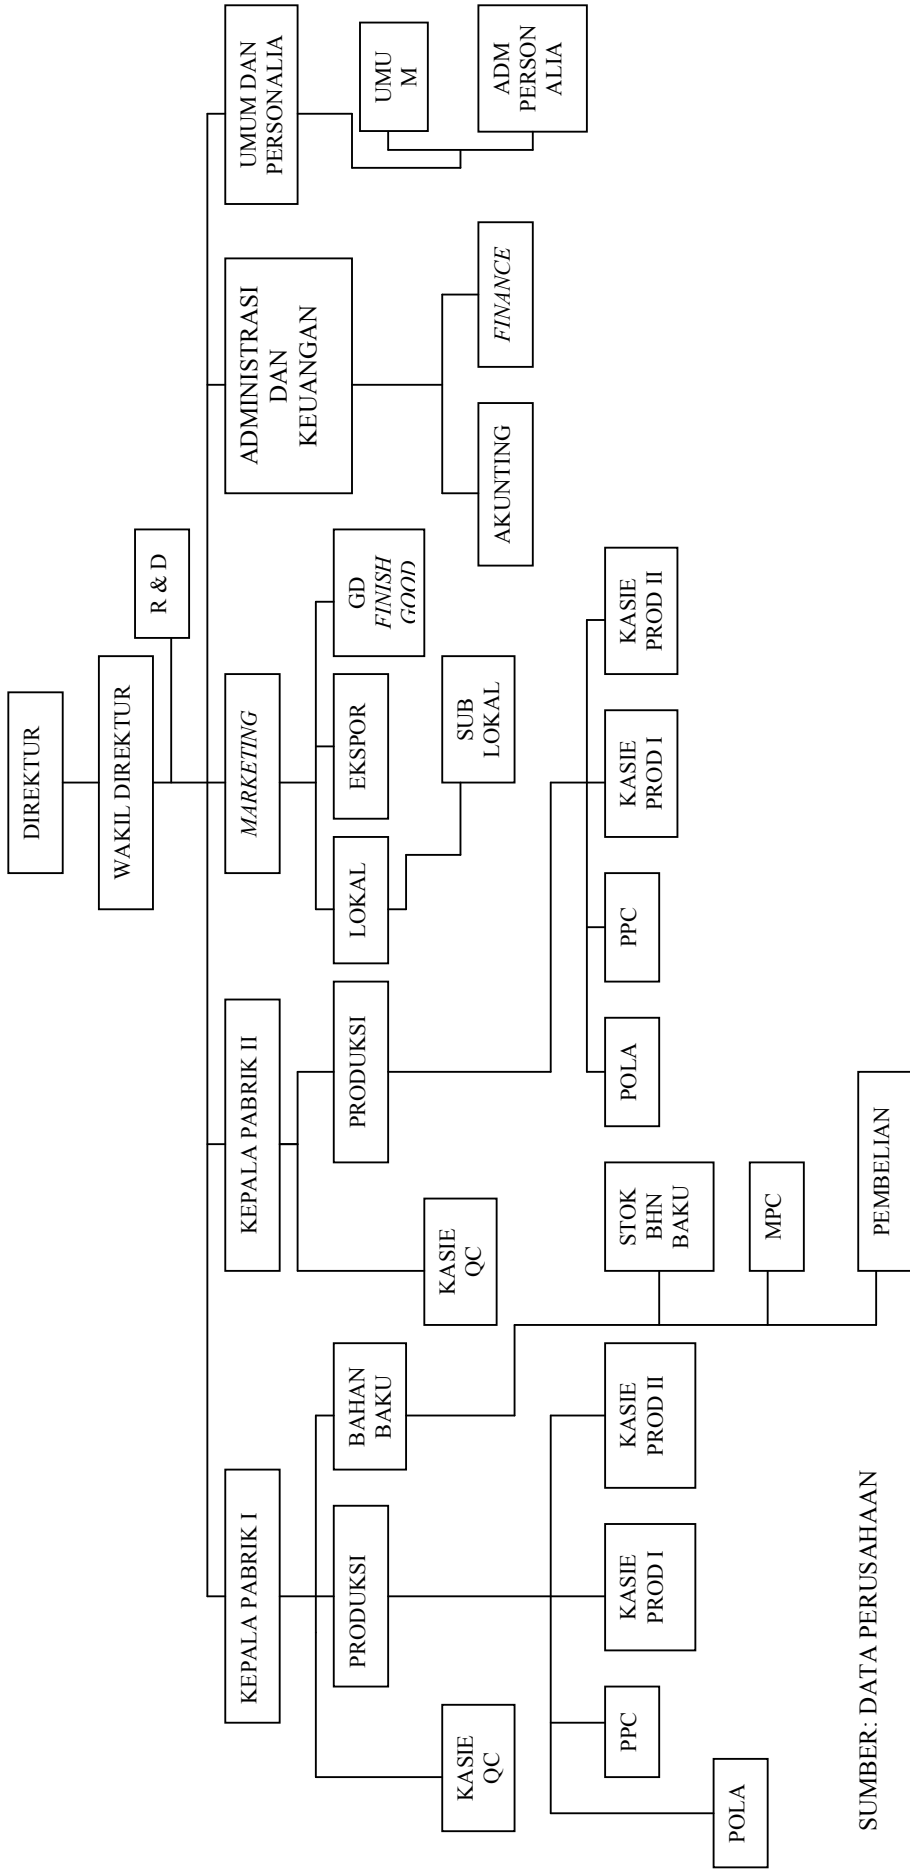 DIREKTUR
WAKIL DIREKTUR
R & D
KEPALA PABRIK I
KEPALA PABRIK II
MARKETING
ADMINISTRASI
DAN
KEUANGAN
UMUM DAN
PERSONALIA
PRODUKSI
BAHAN
BAKU
PRODUKSI
LOKAL
EKSPOR
GD
FINISH
GOOD
UMU
M
KASIE
QC
KASIE
QC
SUB
LOKAL
AKUNTING
FINANCE
ADM
PERSON
ALIA
PPC
KASIE
PROD I
KASIE
PROD II
STOK
BHN
BAKU
POLA
PPC
KASIE
PROD I
KASIE
PROD II
POLA
MPC
PEMBELIAN
SUMBER: DATA PERUSAHAAN